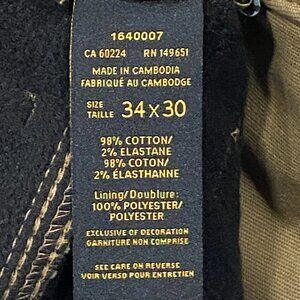 1640007
CA 60224 RN 149651
MADE IN CAMBODIA
FABRIQUÉ AU CAMBODGE
SIZE
TAILLE 34 x 30
98% COTTON/
2% ELASTANE
98% COTON/
2% ÉLASTHANNE
Lining/Doublure:
100% POLYESTER/
POLYESTER
EXCLUSIVE OF DECORATION
GARNITURE NON COMPRISE
SEE CARE ON REVERSE
VOIR VERSO POUR ENTRETIEN